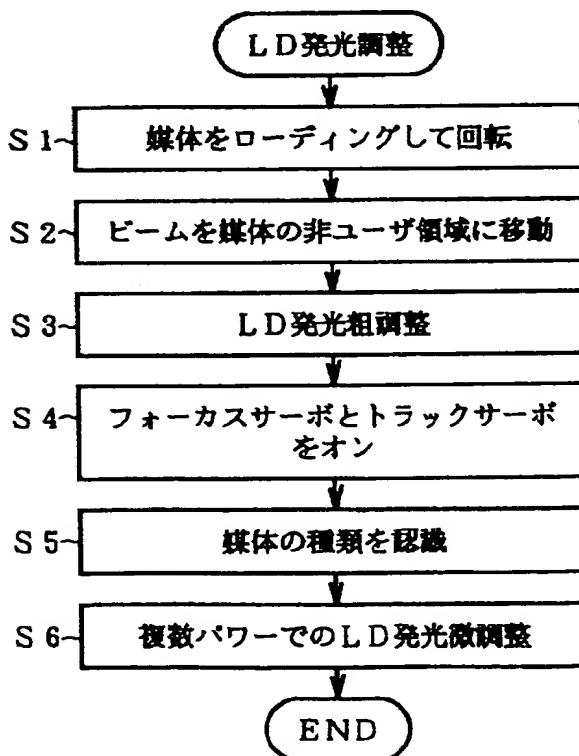 LD発光調整
S1 媒体をローディングして回転
S2 ビームを媒体の非ユーザ領域に移動
S3 LD発光粗調整
S4 フォーカスサーボとトラックサーボ
をオン
S5 媒体の種類を認識
S6 複数パワーでのLD発光微調整
END